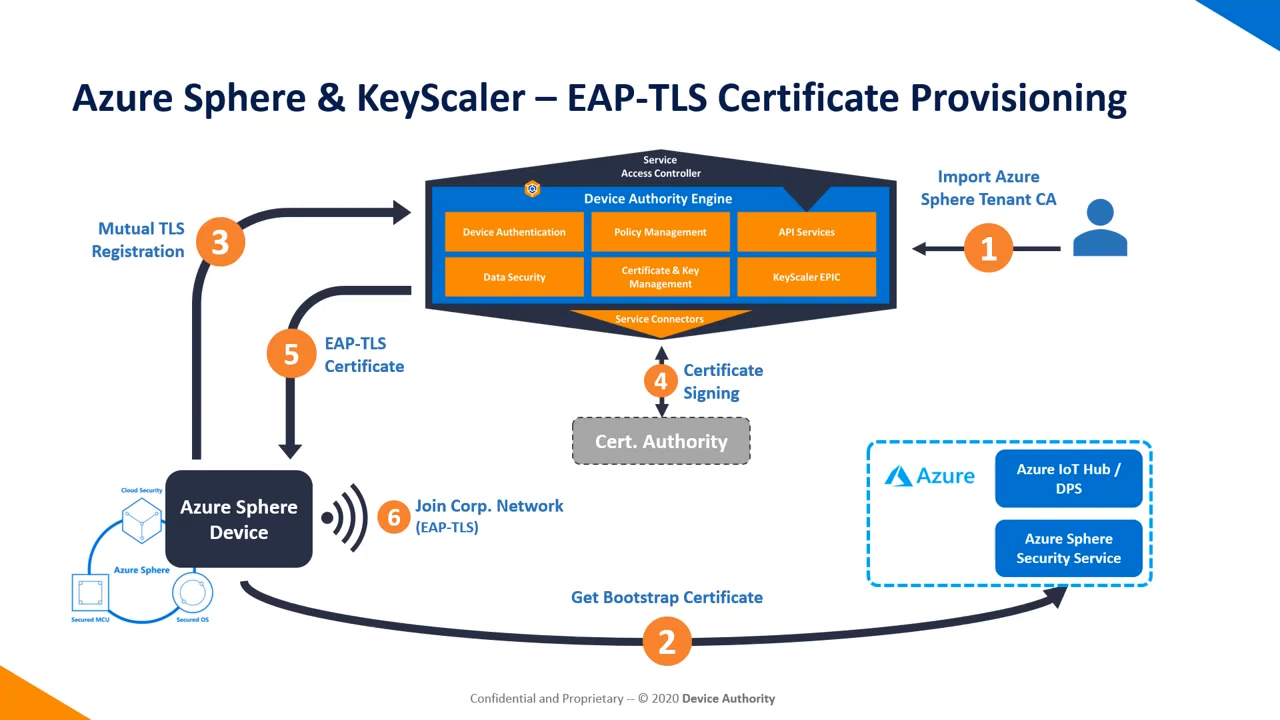 Azure Sphere & KeyScaler – EAP-TLS Certificate Provisioning
Service
Access Controller
Device Authority Engine
Device Authentication
Policy Management
API Services
Data Security
Certificate & Key
Management
KeyScaler EPIC
Service Connectors
Import Azure
Sphere Tenant CA
1
Mutual TLS
Registration
3
5
EAP-TLS
Certificate
4
Certificate
Signing
Cert. Authority
Azure
Azure IoT Hub /
DPS
Azure Sphere
Security Service
Cloud Security
Azure Sphere
Device
Azure Sphere
Secured MCU
Secured OS
6
Join Corp. Network
(EAP-TLS)
Get Bootstrap Certificate
2
Confidential and Proprietary -- © 2020 Device Authority